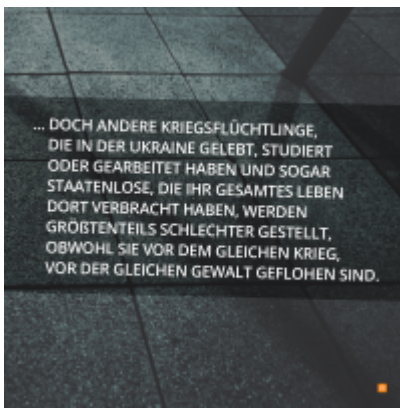 ... DOCH ANDERE KRIEGSFLÜCHTLINGE,
DIE IN DER UKRAINE GELEBT, STUDIERT
ODER GEARBEITET HABEN UND SOGAR
STAATENLOSE, DIE IHR GESAMTES LEBEN
DORT VERBRACHT HABEN, WERDEN
GRÖßTENTEILS SCHLECHTER GESTELLT,
OBWOHL SIE VOR DEM GLEICHEN KRIEG,
VOR DER GLEICHEN GEWALT GEFLOHEN SIND.